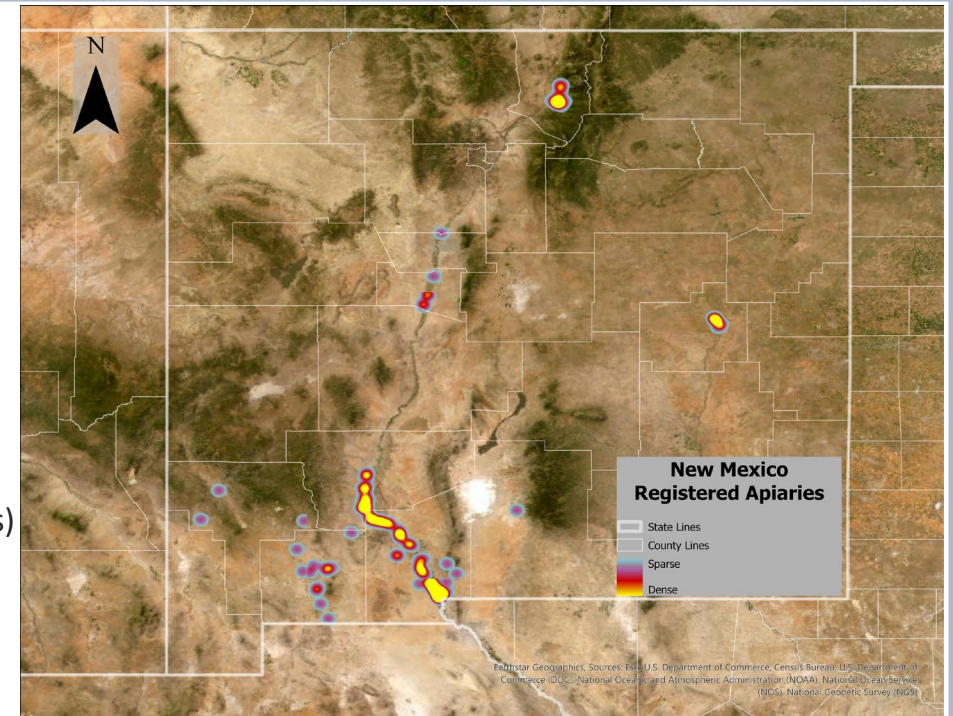 N
s)
New Mexico
Registered Apiaries
State Lines
County Lines
Sparse
Dense
Earthstar Geographics, Sources: Esri, U.S. Department of Commerce, Census Bureau, U.S. Department of
Commerce (DOC), National Oceanic and Atmospheric Administration (NOAA), National Ocean Service
(NOS), National Geodetic Survey (NGS)